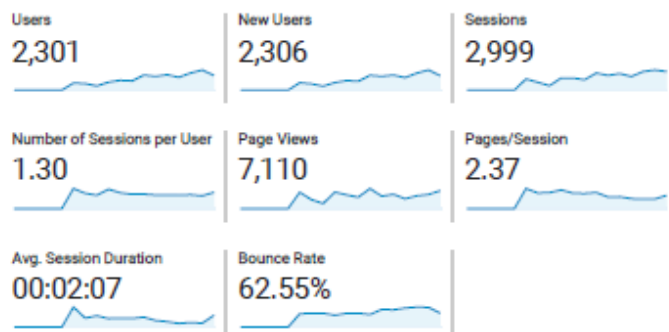 Users
2,301
New Users
2,306
Sessions
2,999
Number of Sessions per User
1.30
Page Views
7,110
Pages/Session
2.37
Avg. Session Duration
00:02:07
Bounce Rate
62.55%